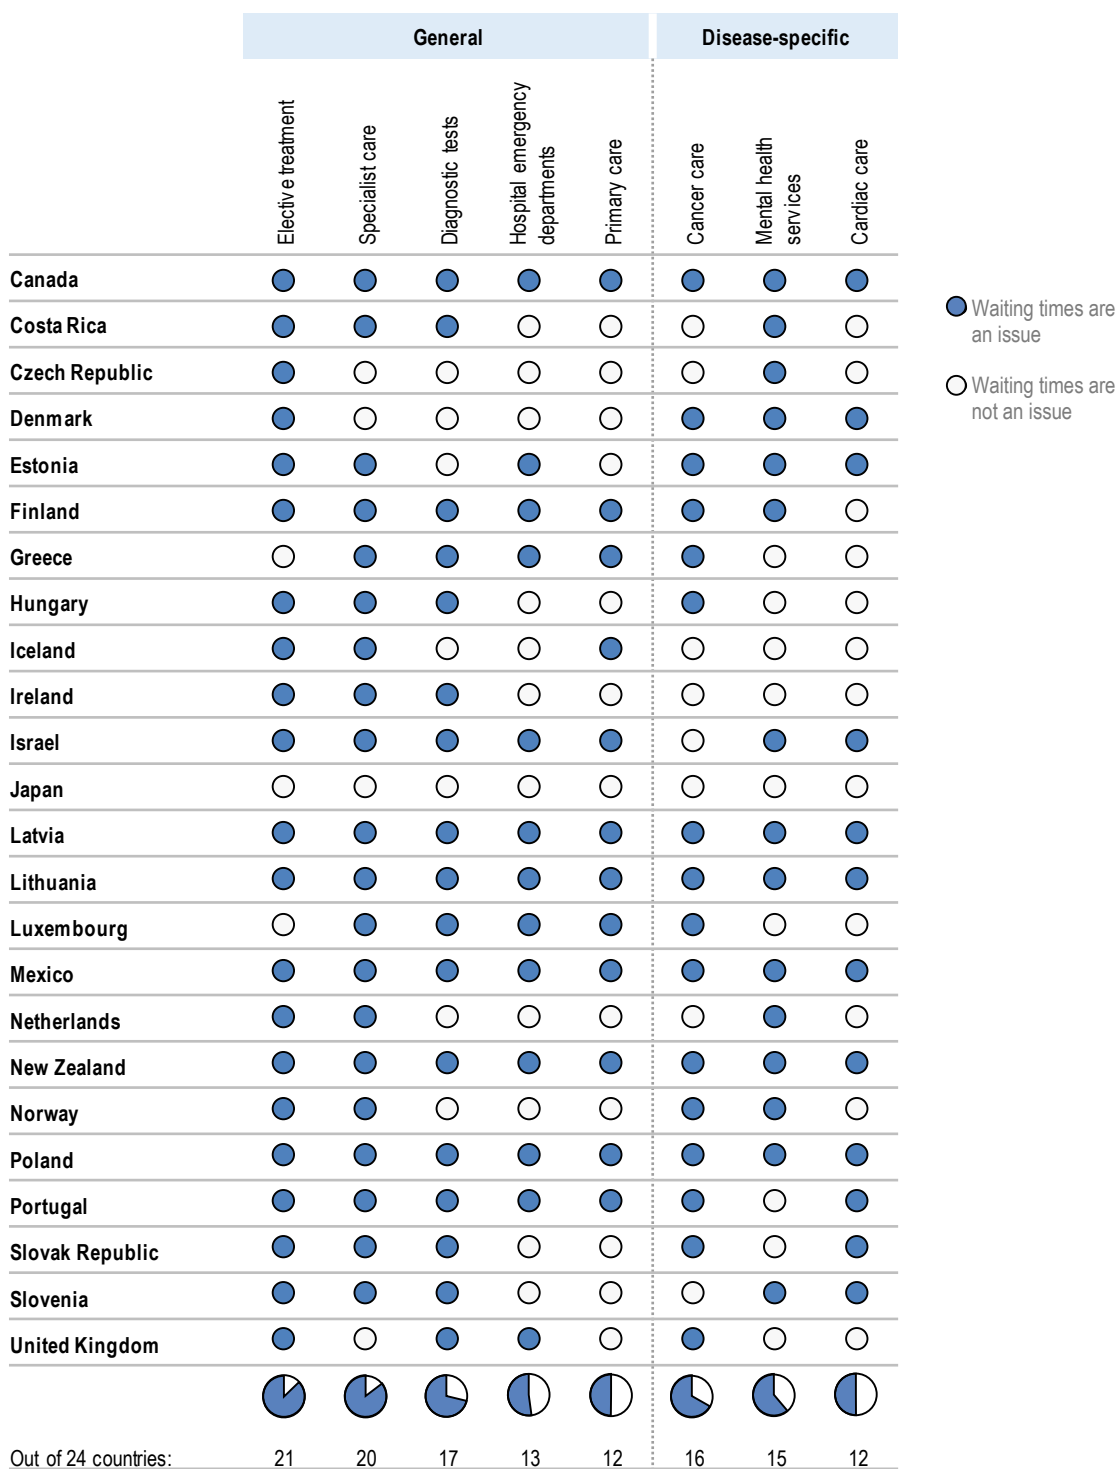 General
Disease-specific
Elective treatment
Specialist care
Diagnostic tests
Hospital emergency
departments
Primary care
Cancer care
Mental health
services
Cardiac care
Canada
Costa Rica
Czech Republic
Denmark
Estonia
Finland
Greece
Hungary
Iceland
Ireland
Israel
Japan
Latvia
Lithuania
Luxembourg
Mexico
Netherlands
New Zealand
Norway
Poland
Portugal
Slovak Republic
Slovenia
United Kingdom
Waiting times are
an issue
Waiting times are
not an issue
Out of 24 countries: 21 20 17 13 12 16 15 12